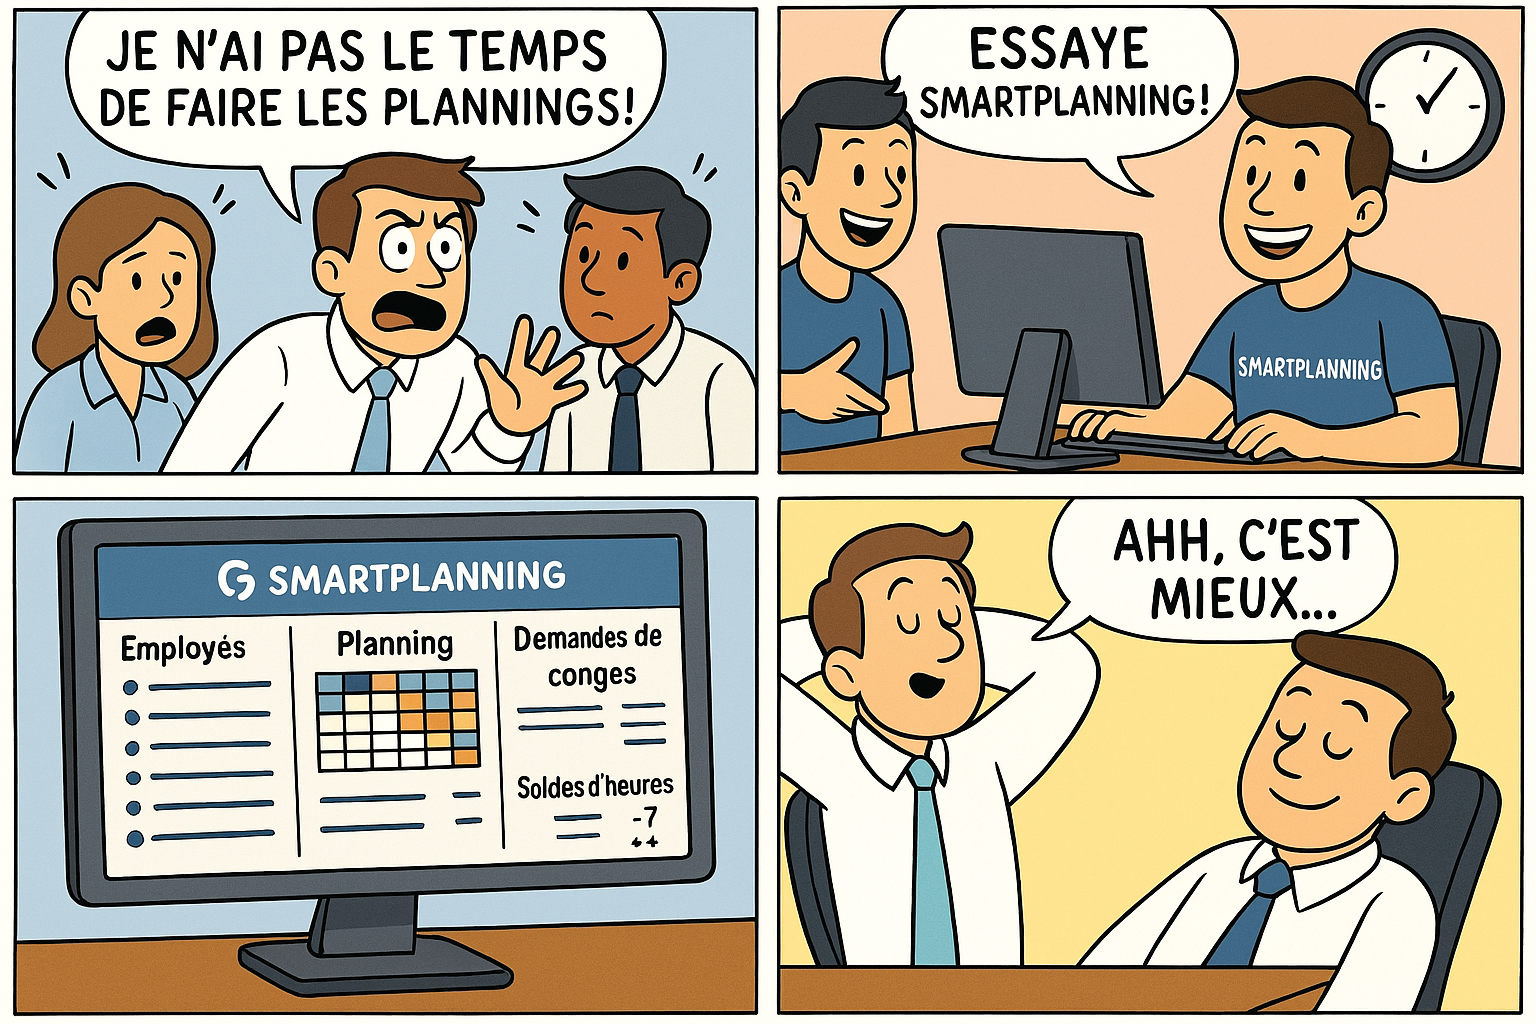 JE N'AI PAS LE TEMPS
DE FAIRE LES PLANNINGS!
ESSAYE
SMARTPLANNING!
SMARTPLANNING
SMARTPLANNING
Employés
Planning
Demandes de
conges
Soldes d'heures
-7
AHH, C'EST
MIEUX...